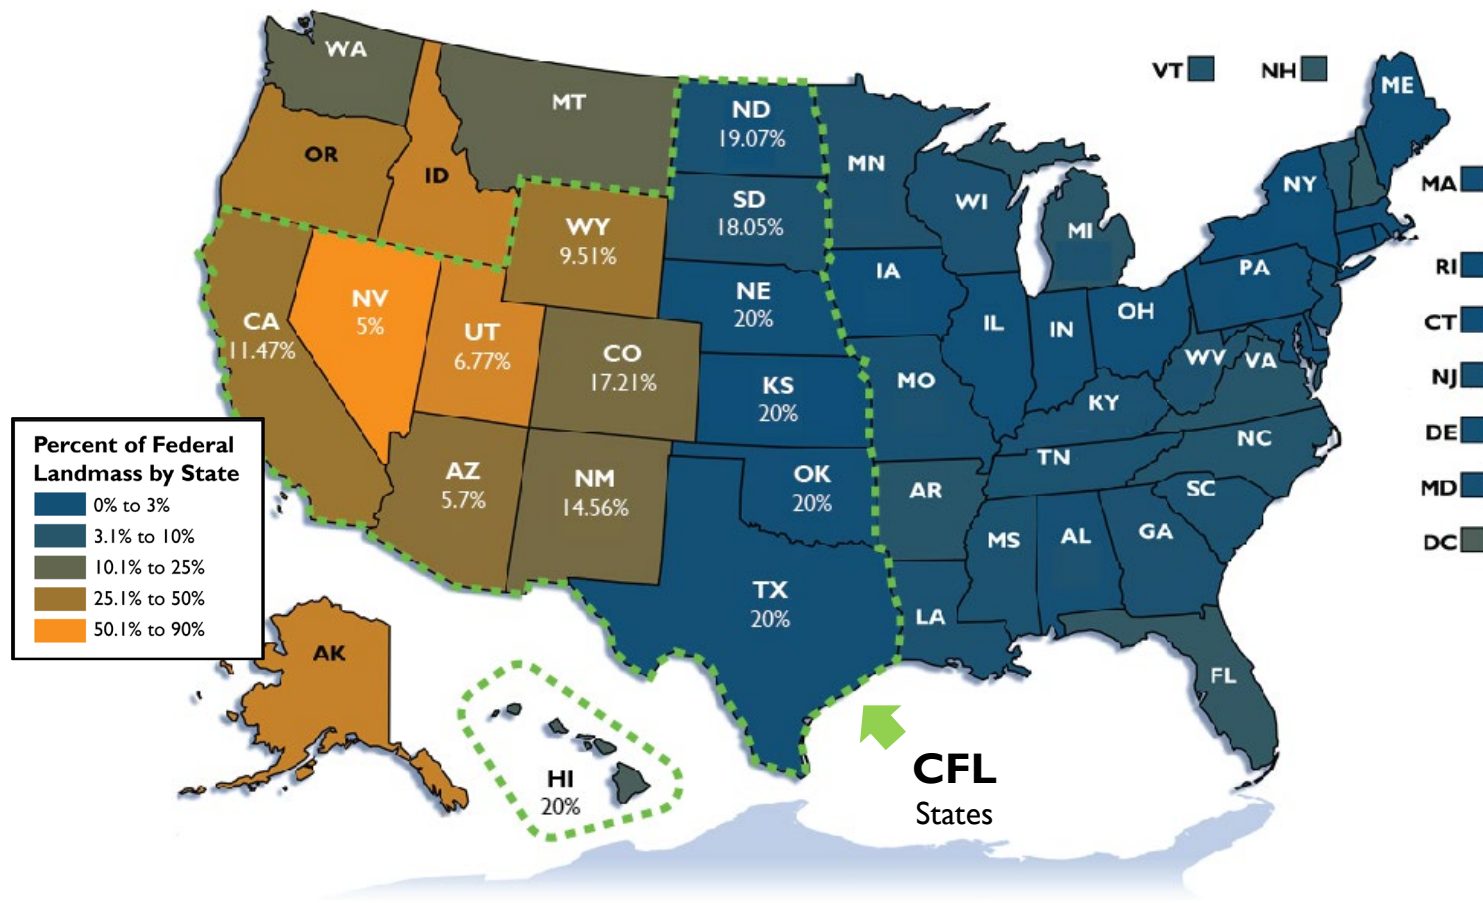 WA
MT
ND
19.07%
VT
NH
ME
OR
ID
MN
SD
18.05%
WI
MI
NY
MA
WY
9.51%
IA
PA
RI
NV
5%
NE
20%
CA
11.47%
UT
6.77%
IL
IN
OH
CT
CO
17.21%
KS
20%
MO
WV
VA
KY
NJ
NC
DE
Percent of Federal
Landmass by State
0% to 3%
3.1% to 10%
10.1% to 25%
25.1% to 50%
50.1% to 90%
AZ
5.7%
NM
14.56%
OK
20%
AR
TN
SC
MD
MS
AL
GA
DC
TX
20%
LA
AK
FL
HI
20%
CFL
States